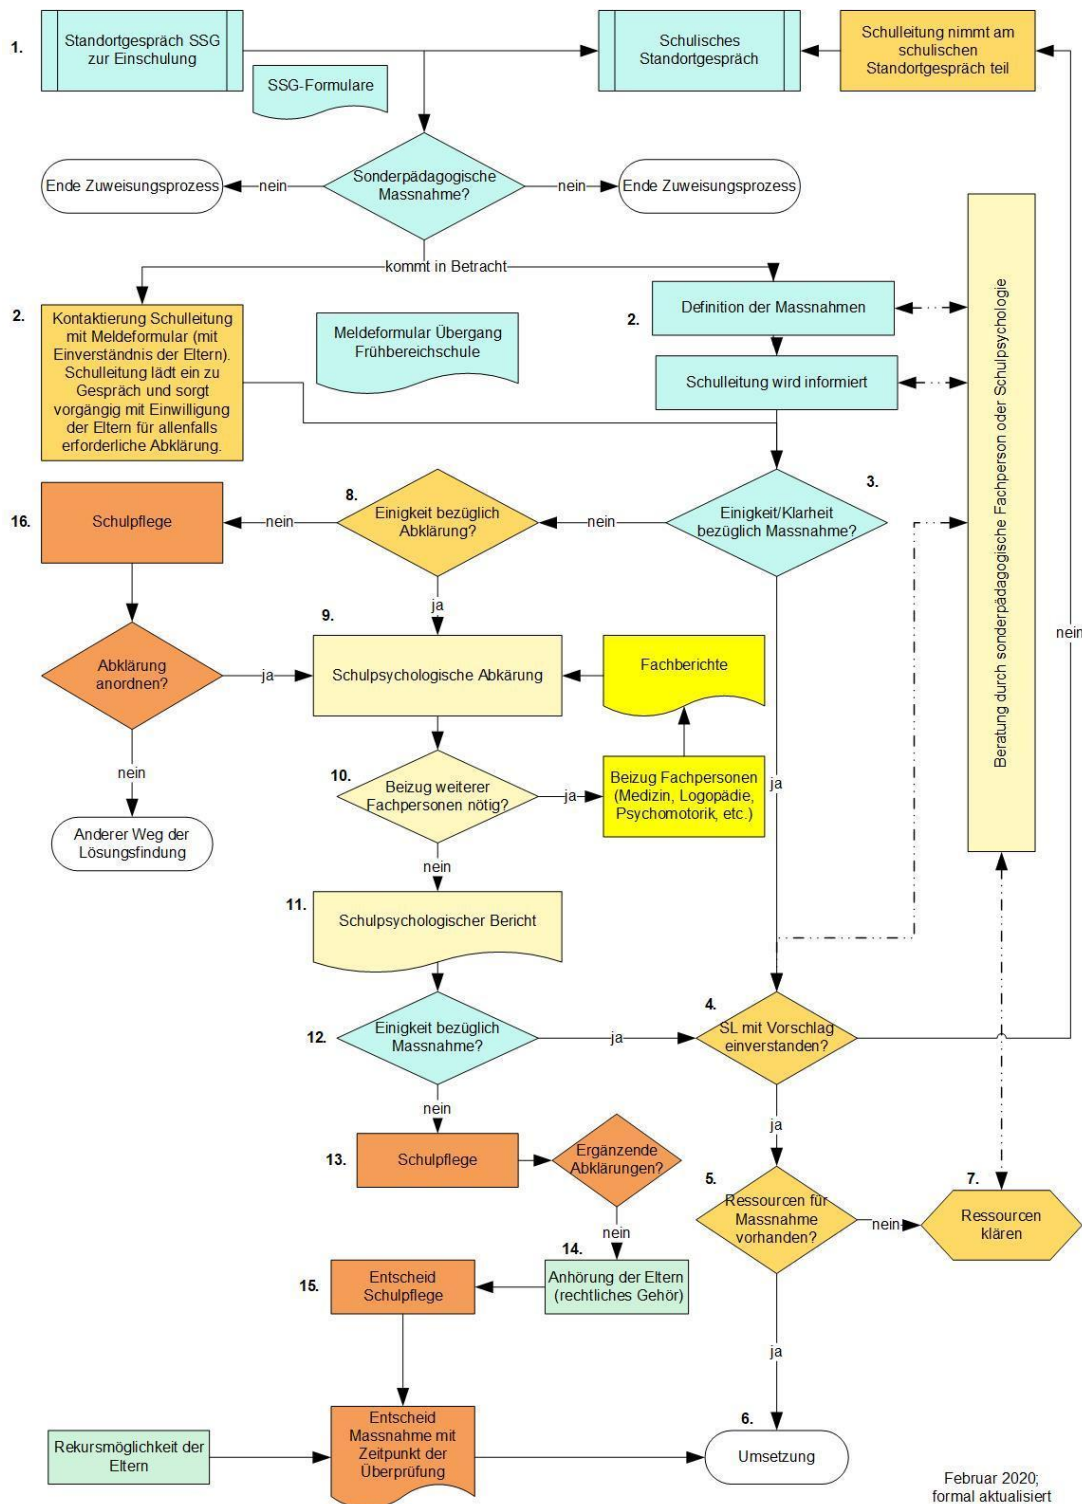 1.
Standortgespräch SSG
zur Einschulung
Schulisches
Standortgespräch
Schulleitung nimmt am
schulischen
Standortgespräch teil
SSG-Formulare
Ende Zuweisungsprozess
nein
Sonderpädagogische
Massnahme?
nein
Ende Zuweisungsprozess
kommt in Betracht
2.
Kontaktierung Schulleitung
mit Meldeformular (mit
Einverständnis der Eltern).
Schulleitung lädt ein zu
Gespräch und sorgt
vorgängig mit Einwilligung
der Eltern für allenfalls
erforderliche Abklärung.
Meldeformular Übergang
Frühbereichschule
2.
Definition der Massnahmen
Schulleitung wird informiert
Beratung durch sonderpädagogische Fachperson oder Schulpsychologie
3.
Einigkeit/Klarheit
bezüglich Massnahme?
nein
8.
Einigkeit bezüglich
Abklärung?
nein
16.
Schulpflege
ja
9.
Abklärung
anordnen?
ja
Schulpsychologische Abkärung
Fachberichte
nein
nein
10.
Beizug weiterer
Fachpersonen nötig?
ja
Beizug Fachpersonen
(Medizin, Logopädie,
Psychomotorik, etc.)
ja
Anderer Weg der
Lösungsfindung
nein
11.
Schulpsychologischer Bericht
12.
Einigkeit bezüglich
Massnahme?
ja
4.
SL mit Vorschlag
einverstanden?
nein
ja
13.
Schulpflege
Ergänzende
Abklärungen?
5.
Ressourcen für
Massnahme
vorhanden?
nein
7.
Ressourcen
klären
nein
14.
Anhörung der Eltern
(rechtliches Gehör)
15.
Entscheid
Schulpflege
ja
Rekursmöglichkeit der
Eltern
Entscheid
Massnahme mit
Zeitpunkt der
Überprüfung
6.
Umsetzung
Februar 2020;
formal aktualisiert